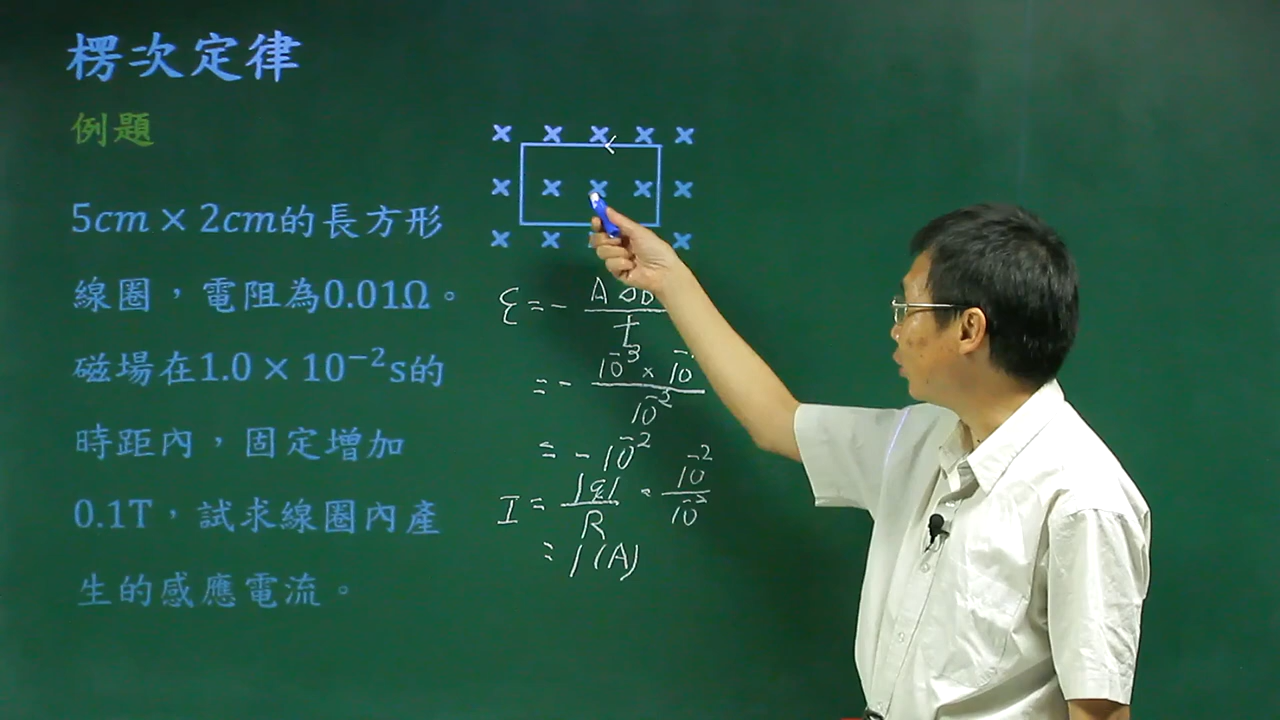 楞次定律
例題
5cm × 2cm的長方形
線圈，電阻為0.01Ω。
磁場在1.0 × 10⁻²s的
時距內，固定增加
0.1T，試求線圈內產
生的感應電流。
× × × × ×
× × × × ×
× × ×
ε = - AΔB / t
= - 10⁻³ × 10⁻ / 10⁻²
= - 10⁻²
I = |ε| / R = 10⁻² / 10⁻²
= 1 (A)